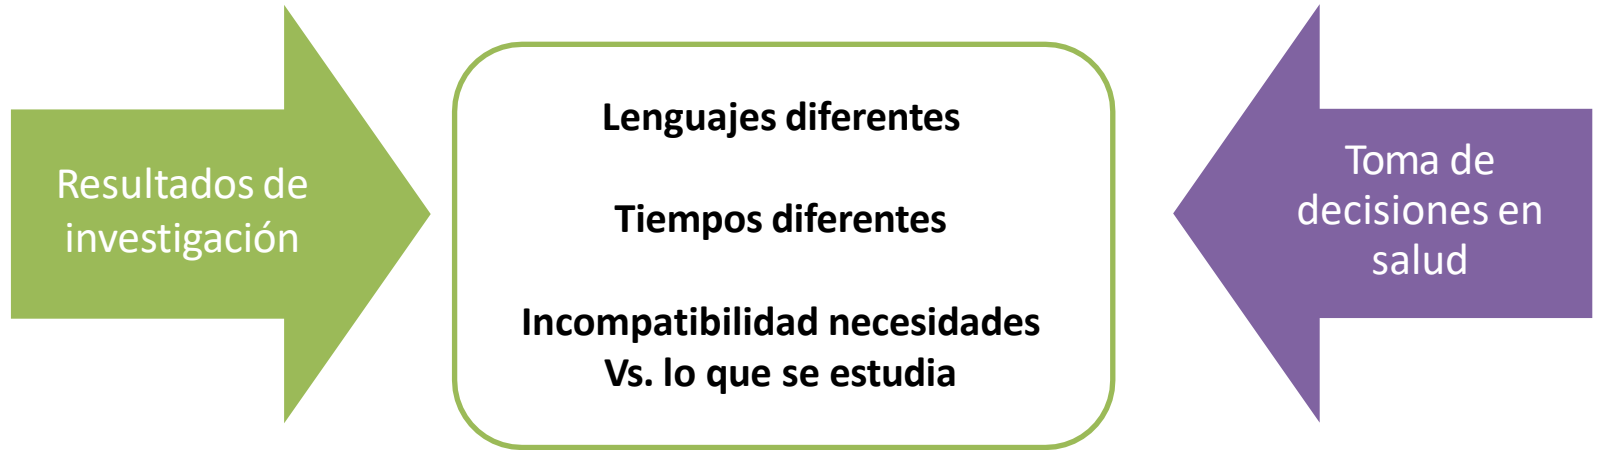 Resultados de
investigación
Lenguajes diferentes
Tiempos diferentes
Incompatibilidad necesidades
Vs. lo que se estudia
Toma de
decisiones en
salud